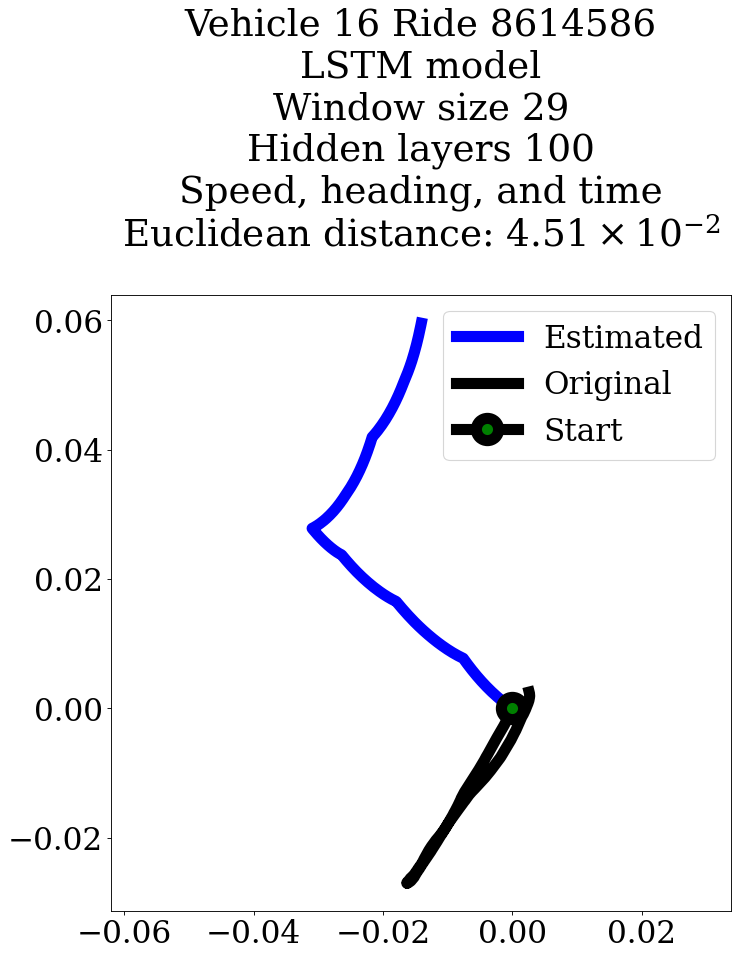 Vehicle 16 Ride 8614586
LSTM model
Window size 29
Hidden layers 100
Speed, heading, and time
Euclidean distance: 4.51 × 10⁻²
Estimated
Original
Start
0.06
0.04
0.02
0.00
−0.02
−0.06 −0.04 −0.02 0.00 0.02